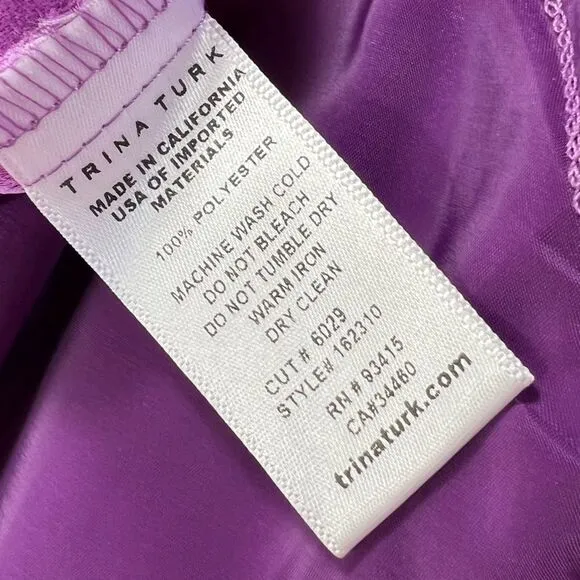 TRINA TURK
MADE IN CALIFORNIA
USA OF IMPORTED
MATERIALS
100% POLYESTER
MACHINE WASH COLD
DO NOT BLEACH
DO NOT TUMBLE DRY
WARM IRON
DRY CLEAN
CUT # 6029
STYLE# 162310
RN # 93415
CA#34460
trinaturk.com